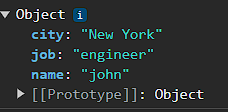 Object i
city: "New York"
job: "engineer"
name: "john"
[[Prototype]]: Object